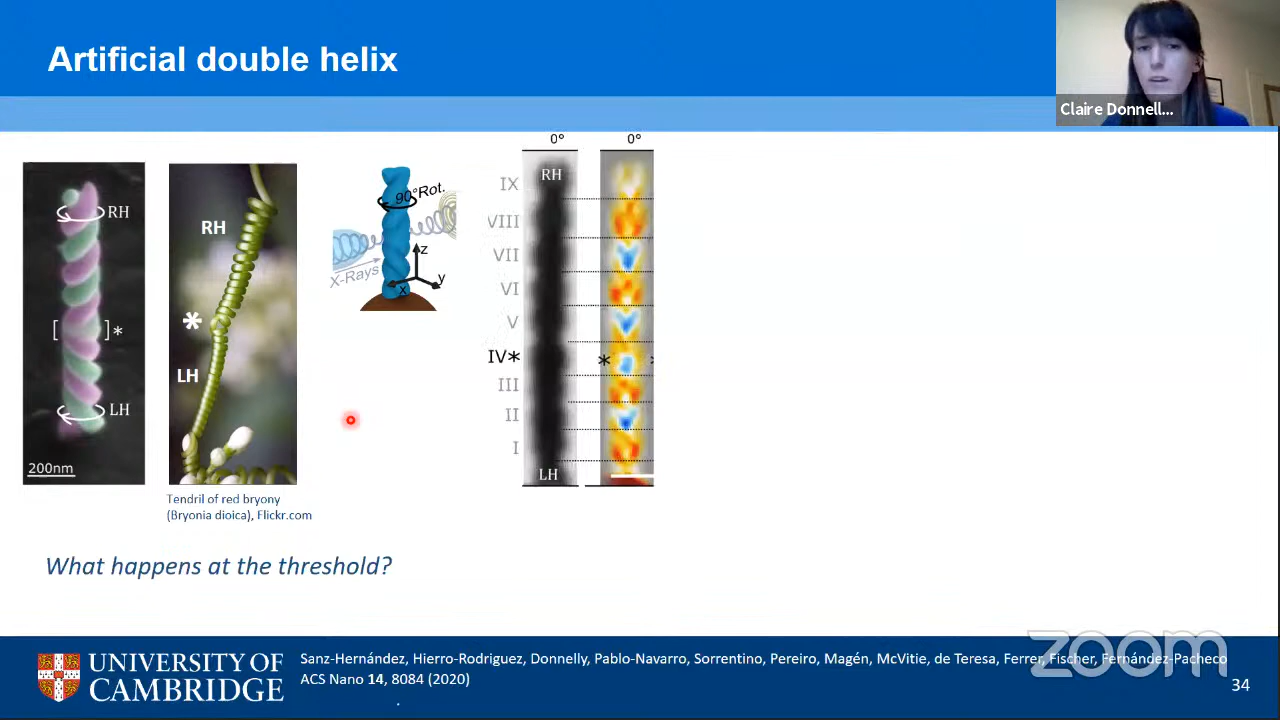 Artificial double helix
Claire Donnell...
RH
[ ]*
LH
200nm
RH
*
LH
Tendril of red bryony
(Bryonia dioica), Flickr.com
90°Rot.
X-Rays
z
y
x
0°
0°
RH
IX
VIII
VII
VI
V
IV*
*
III
II
I
LH
What happens at the threshold?
UNIVERSITY OF
CAMBRIDGE
Sanz-Hernández, Hierro-Rodriguez, Donnelly, Pablo-Navarro, Sorrentino, Pereiro, Magén, McVitie, de Teresa, Ferrer, Fischer, Fernández-Pacheco
ACS Nano 14, 8084 (2020)
zoom
34